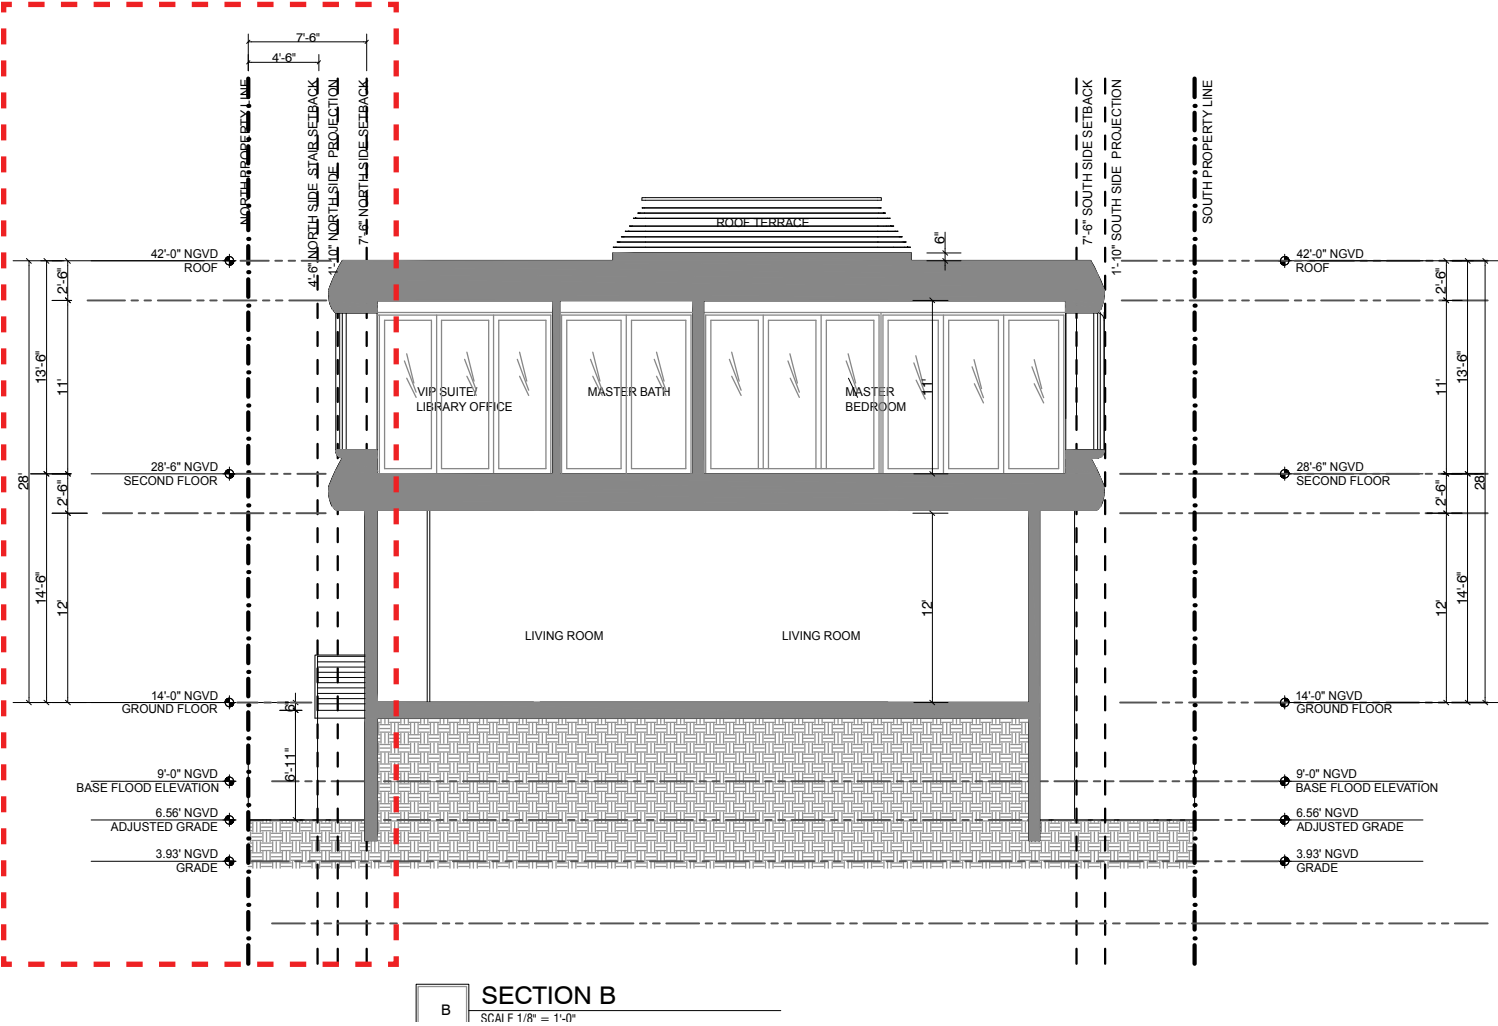 7'-6"
4'-6"
NORTH PROPERTY LINE
4'-6" NORTH SIDE STAIR SETBACK
1'-10" NORTH SIDE PROJECTION
7'-6" NORTH SIDE SETBACK
7'-6" SOUTH SIDE SETBACK
1'-10" SOUTH SIDE PROJECTION
SOUTH PROPERTY LINE
ROOF TERRACE
6"
42'-0" NGVD
ROOF
42'-0" NGVD
ROOF
2'-6"
2'-6"
13'-6"
11'
11'
11'
13'-6"
VIP SUITE/
LIBRARY OFFICE
MASTER BATH
MASTER
BEDROOM
28'-6" NGVD
SECOND FLOOR
28'-6" NGVD
SECOND FLOOR
28'
2'-6"
2'-6"
28'
14'-6"
12'
12'
12'
14'-6"
LIVING ROOM
LIVING ROOM
14'-0" NGVD
GROUND FLOOR
14'-0" NGVD
GROUND FLOOR
6"
6'-11"
9'-0" NGVD
BASE FLOOD ELEVATION
9'-0" NGVD
BASE FLOOD ELEVATION
6.56' NGVD
ADJUSTED GRADE
6.56' NGVD
ADJUSTED GRADE
3.93' NGVD
GRADE
3.93' NGVD
GRADE
B
SECTION B
SCALE 1/8" = 1'-0"